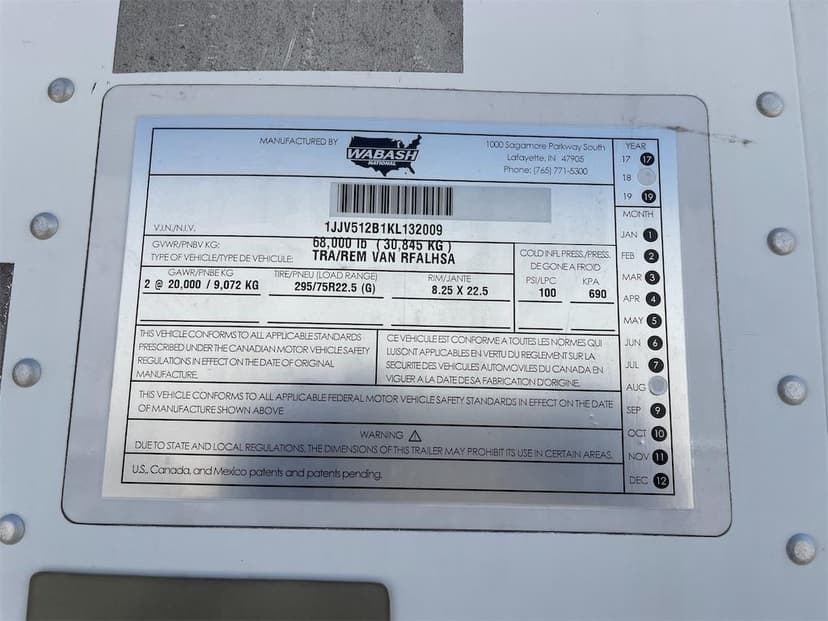 MANUFACTURED BY
WABASH
NATIONAL
1000 Sagamore Parkway South
Lafayette, IN 47905
Phone: (765) 771-5300
V.I.N./N.I.V. 1JJV512B1KL132009
GVWR/PNBV KG: 68,000 lb ( 30,845 KG )
TYPE OF VEHICLE/TYPE DE VEHICULE: TRA/REM VAN RFALHSA
COLD INFL PRESS./PRESS.
DE GONE A FROID
GAWR/PNBE KG TIRE/PNEU (LOAD RANGE) RIM/JANTE PSI/LPC KPA
2 @ 20,000 / 9,072 KG 295/75R22.5 (G) 8.25 X 22.5 100 690
THIS VEHICLE CONFORMS TO ALL APPLICABLE STANDARDS
PRESCRIBED UNDER THE CANADIAN MOTOR VEHICLE SAFETY
REGULATIONS IN EFFECT ON THE DATE OF ORIGINAL
MANUFACTURE.
CE VEHICULE EST CONFORME A TOUTES LES NORMES QUI
LUISONT APPLICABLES EN VERTU DU REGLEMENT SUR LA
SECURITE DES VEHICULES AUTOMOVILES DU CANADA EN
VIGUER A LA DATE DE SA FABRICATION D'ORIGINE.
THIS VEHICLE CONFORMS TO ALL APPLICABLE FEDERAL MOTOR VEHICLE SAFETY STANDARDS IN EFFECT ON THE DATE
OF MANUFACTURE SHOWN ABOVE
WARNING
DUE TO STATE AND LOCAL REGULATIONS, THE DIMENSIONS OF THIS TRAILER MAY PROHIBIT ITS USE IN CERTAIN AREAS.
U.S., Canada, and Mexico patents and patents pending.
YEAR
17 17
18
19 19
MONTH
JAN 1
FEB 2
MAR 3
APR 4
MAY 5
JUN 6
JUL 7
AUG
SEP 9
OCT 10
NOV 11
DEC 12